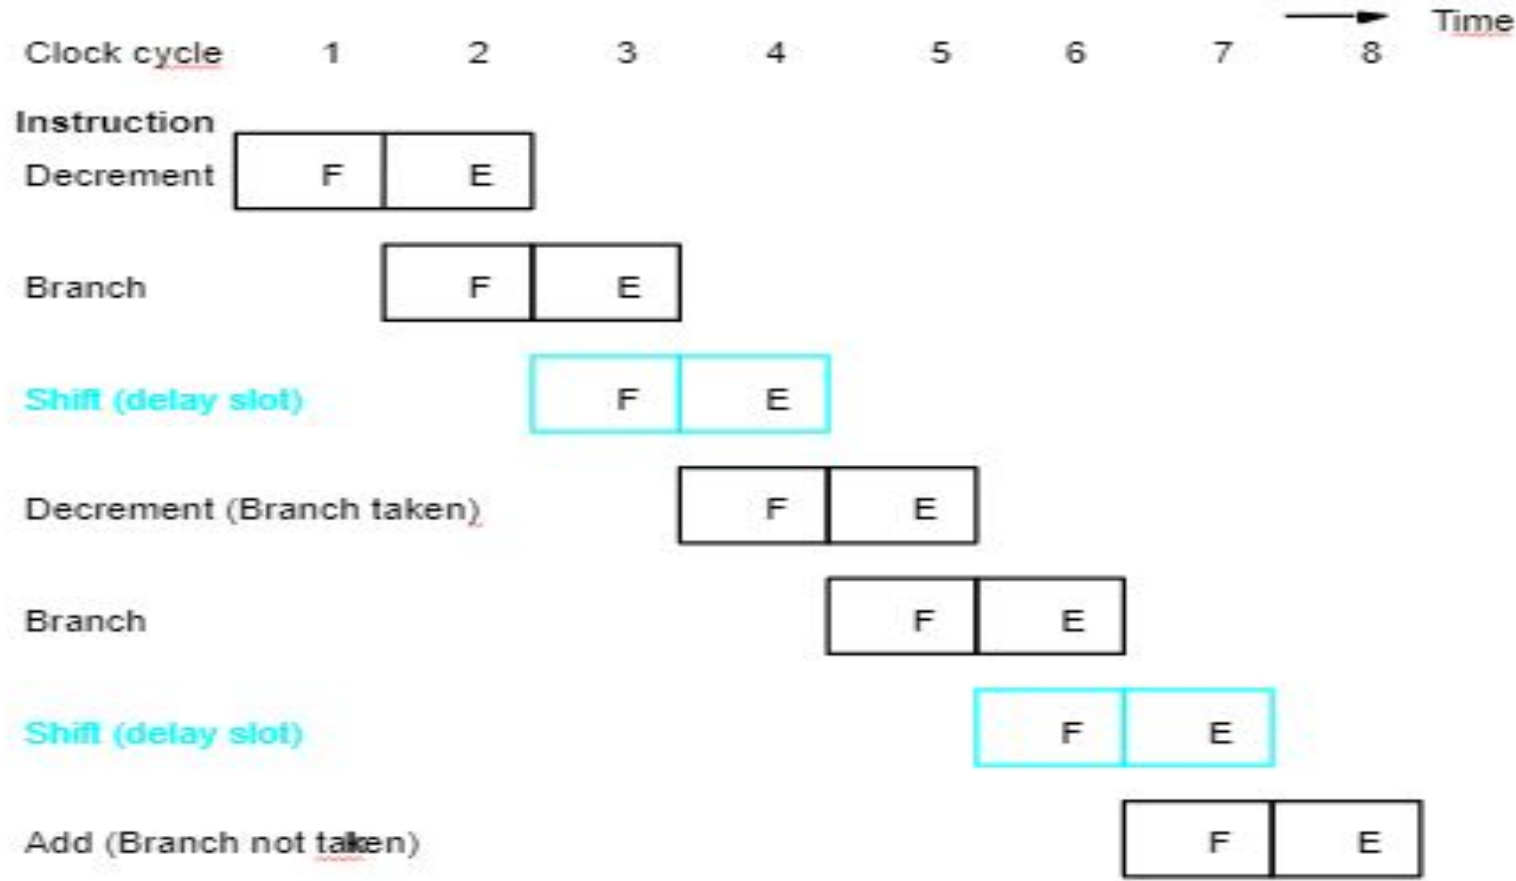 Time
Clock cycle 1 2 3 4 5 6 7 8
Instruction
Decrement F E
Branch F E
Shift (delay slot) F E
Decrement (Branch taken) F E
Branch F E
Shift (delay slot) F E
Add (Branch not taken) F E